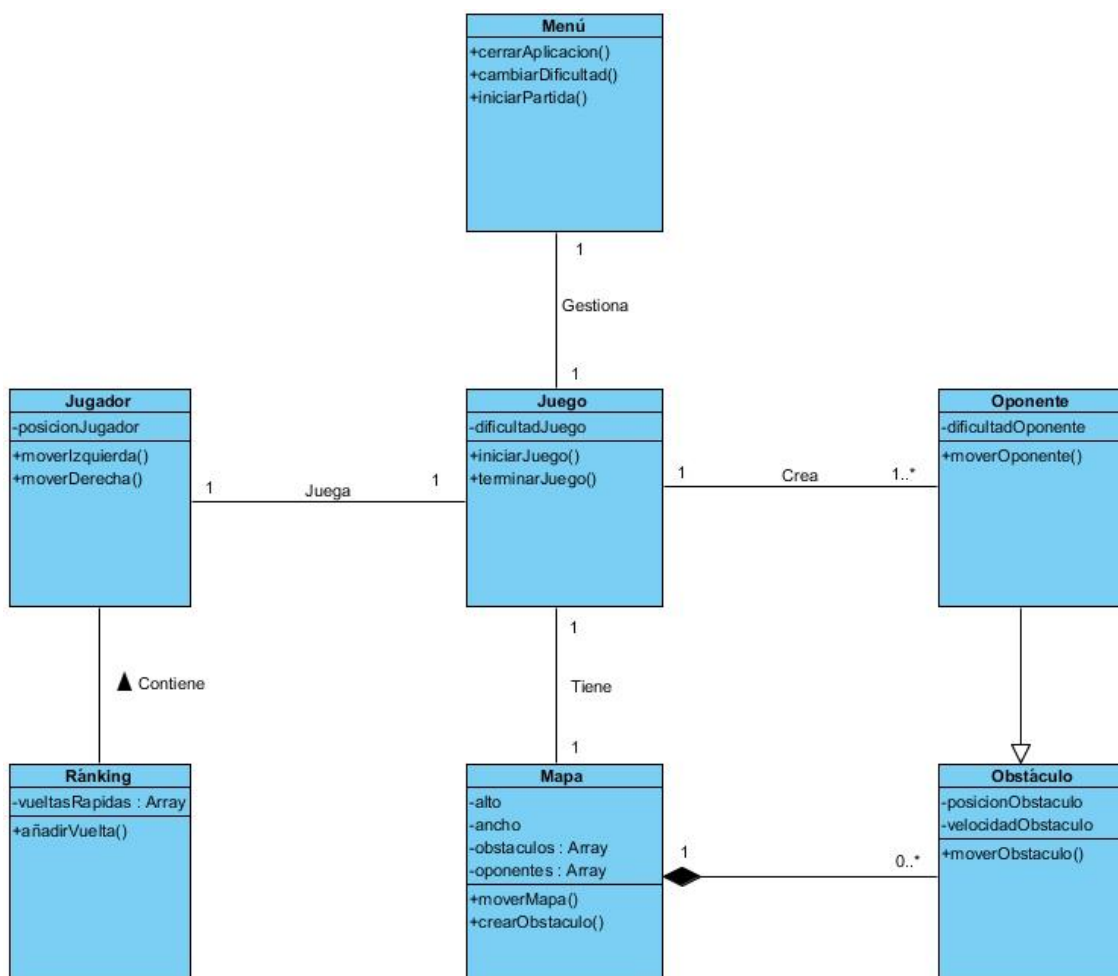 Menú
+cerrarAplicacion()
+cambiarDificultad()
+iniciarPartida()
1
Gestiona
1
Jugador
-posicionJugador
+moverIzquierda()
+moverDerecha()
1
Juega
1
Juego
-dificultadJuego
+iniciarJuego()
+terminarJuego()
1
Crea
1..*
Oponente
-dificultadOponente
+moverOponente()
Contiene
1
Tiene
1
Ránking
-vueltasRapidas : Array
+añadirVuelta()
Mapa
-alto
-ancho
-obstaculos : Array
-oponentes : Array
+moverMapa()
+crearObstaculo()
1
0..*
Obstáculo
-posicionObstaculo
-velocidadObstaculo
+moverObstaculo()